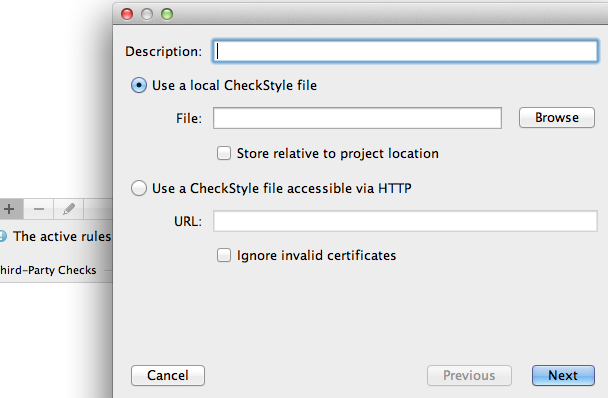 Description:
Use a local CheckStyle file
File:
Browse
Store relative to project location
Use a CheckStyle file accessible via HTTP
URL:
The active rules
hird-Party Checks
Ignore invalid certificates
Cancel
Previous
Next